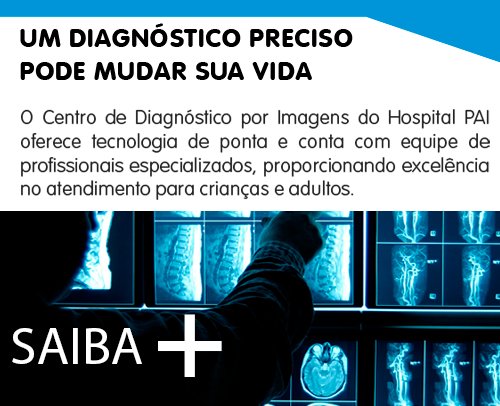 UM DIAGNÓSTICO PRECISO
PODE MUDAR SUA VIDA
O Centro de Diagnóstico por Imagens do Hospital PAI
oferece tecnologia de ponta e conta com equipe de
profissionais especializados, proporcionando excelência
no atendimento para crianças e adultos.
SAIBA +